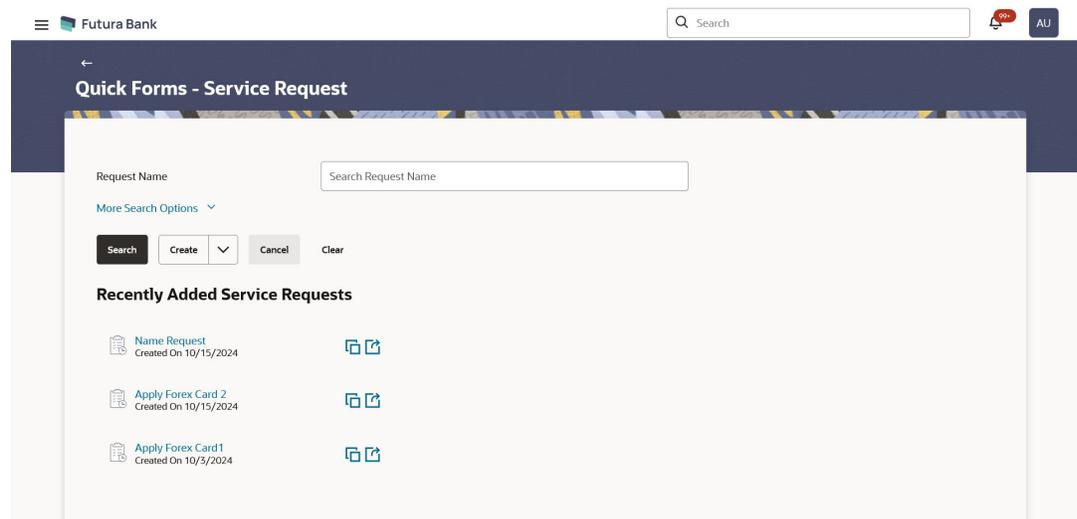 Futura Bank
Search
99+
AU
Quick Forms - Service Request
Request Name
Search Request Name
More Search Options
Search Create Cancel Clear
Recently Added Service Requests
Name Request
Created On 10/15/2024
Apply Forex Card 2
Created On 10/15/2024
Apply Forex Card1
Created On 10/3/2024